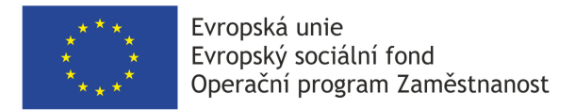 Evropská unie
Evropský sociální fond
Operační program Zaměstnanost